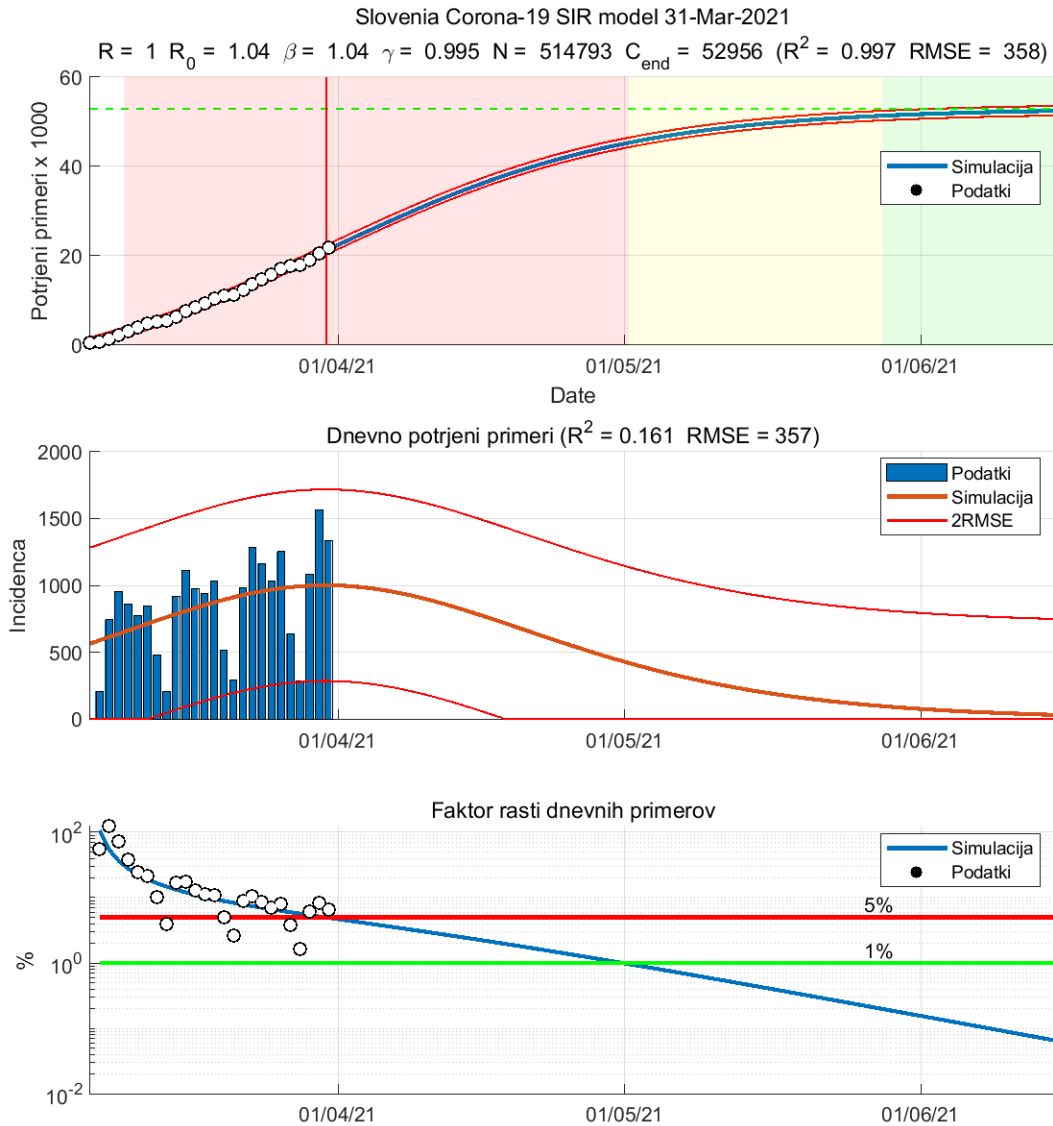 Slovenia Corona-19 SIR model 31-Mar-2021
R = 1 R0 = 1.04 β = 1.04 γ = 0.995 N = 514793 Cend = 52956 (R2 = 0.997 RMSE = 358)
60
40
20
0
Potrjeni primeri x 1000
Simulacija
Podatki
01/04/21
01/05/21
01/06/21
Date
Dnevno potrjeni primeri (R2 = 0.161 RMSE = 357)
2000
1500
1000
500
0
Incidenca
Podatki
Simulacija
2RMSE
01/04/21
01/05/21
01/06/21
Faktor rasti dnevnih primerov
10^2
10^0
10^-2
%
Simulacija
Podatki
5%
1%
01/04/21
01/05/21
01/06/21